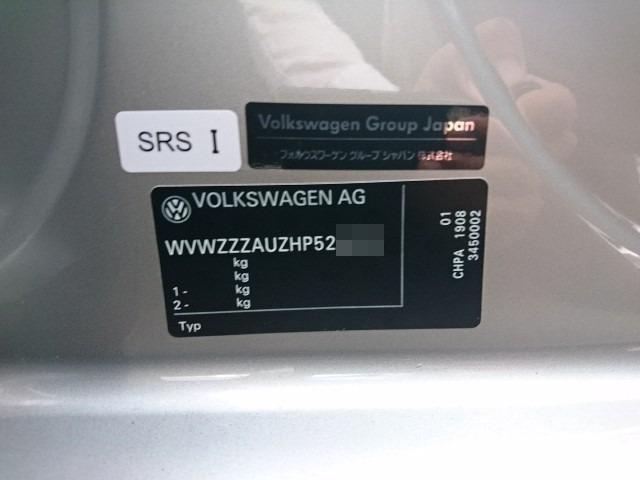 SRS I
Volkswagen Group Japan
フォルクスワーゲン グループ ジャパン 株式会社
VOLKSWAGEN AG
WVWZZZAUZHP52
kg
kg
1 - kg
2 - kg
Typ
01
CHPA 1908
3450002